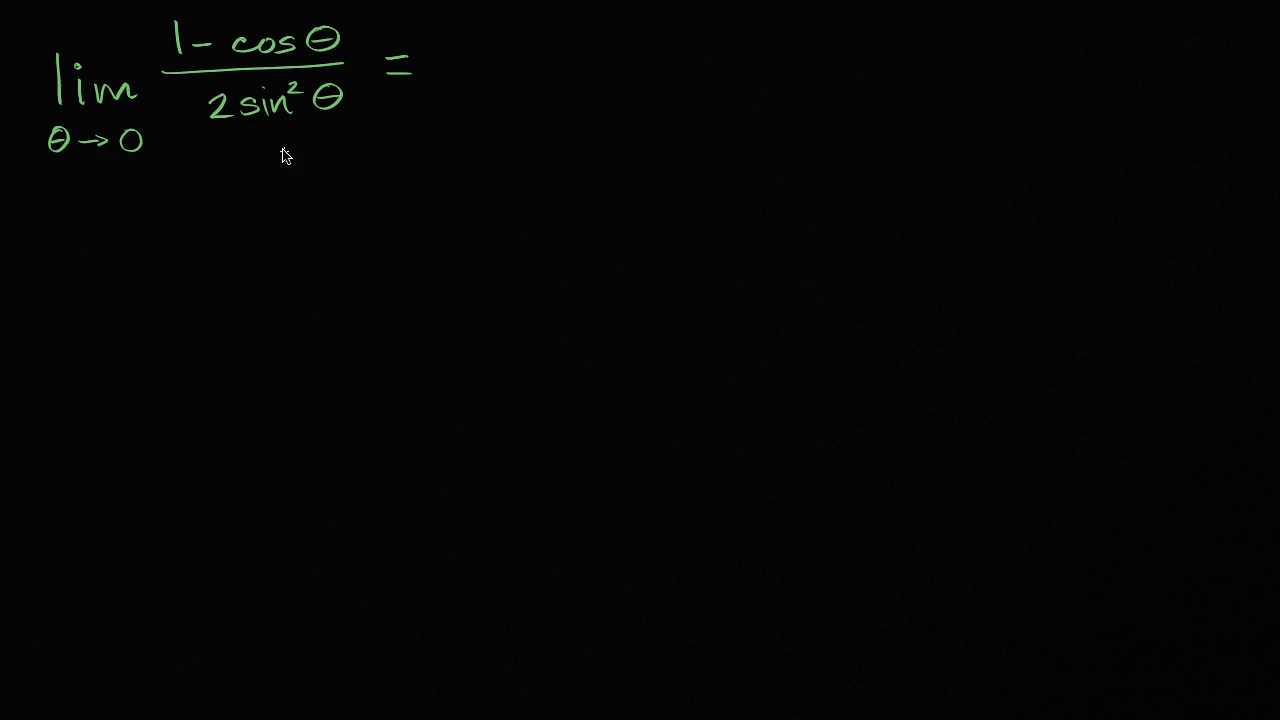 lim 1 - cos θ / 2 sin² θ =
θ → 0